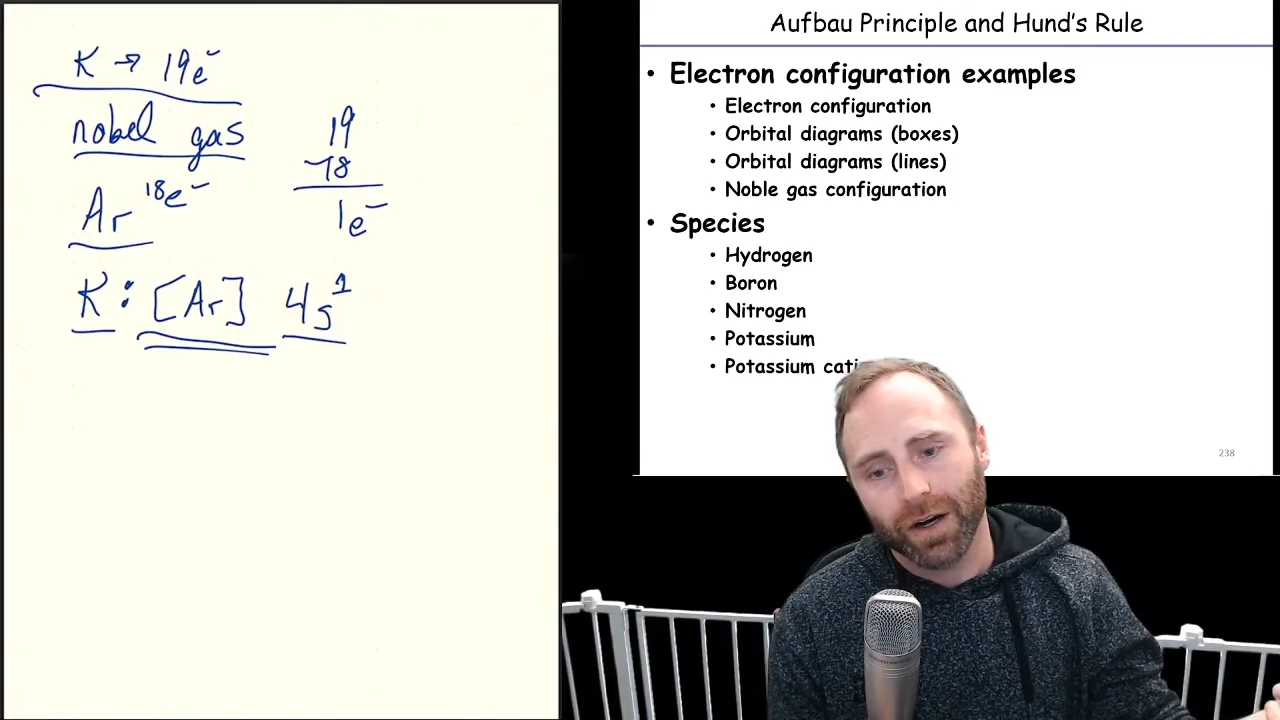 K → 19e⁻
nobel gas
Ar 18e⁻
19
-18
1e⁻
K : [Ar] 4s¹
Aufbau Principle and Hund's Rule
• Electron configuration examples
• Electron configuration
• Orbital diagrams (boxes)
• Orbital diagrams (lines)
• Noble gas configuration
• Species
• Hydrogen
• Boron
• Nitrogen
• Potassium
• Potassium
238